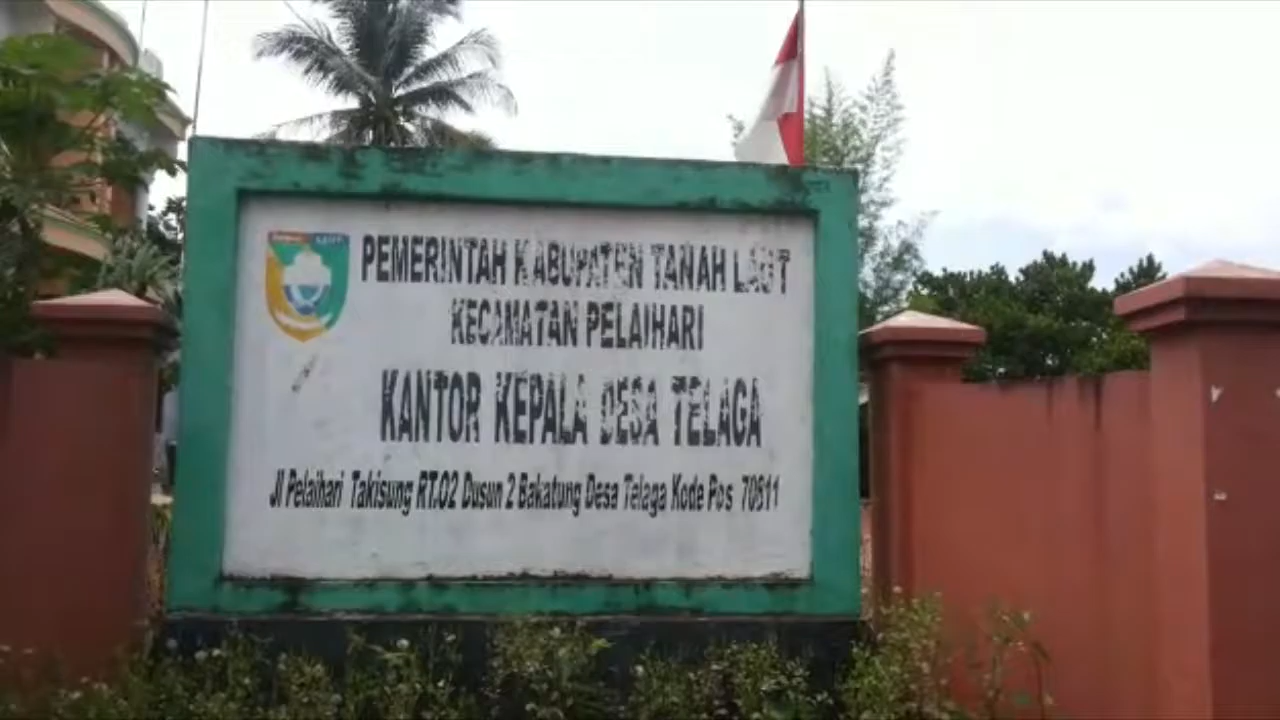 PEMERINTAH KABUPATEN TANAH LAUT
KECAMATAN PELAIHARI
KANTOR KEPALA DESA TELAGA
Jl Pelaihari Takisung RT.02 Dusun 2 Bakatung Desa Telaga Kode Pos 70811